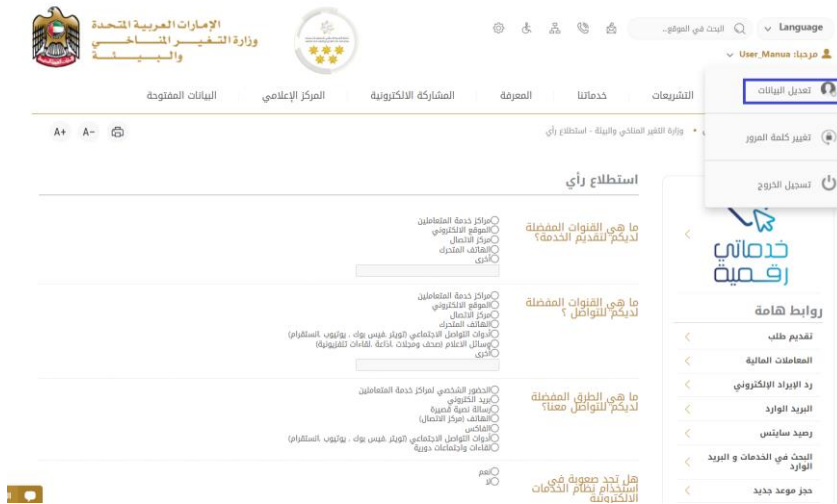 الإمارات العربية المتحدة
وزارة التغير المناخي
والبيئة
البحث في الموقع..
Language
مرحبا: User_Manua
تعديل البيانات
تغيير كلمة المرور
تسجيل الخروج
التشريعات
خدماتنا
المعرفة
المشاركة الالكترونية
المركز الإعلامي
البيانات المفتوحة
وزارة التغير المناخي والبيئة - استطلاع رأي
A+ A-
استطلاع رأي
ما هي القنوات المفضلة
لديكم لتقديم الخدمة؟
مراكز خدمة المتعاملين
الموقع الالكتروني
مركز الاتصال
الهاتف المتحرك
أخرى
ما هي القنوات المفضلة
لديكم للتواصل ؟
مراكز خدمة المتعاملين
الموقع الالكتروني
مركز الاتصال
الهاتف المتحرك
أدوات التواصل الاجتماعي (تويتر .فيس بوك . يوتيوب .انستقرام)
وسائل الاعلام (صحف ومجلات .اذاعة .لقاءات تلفزيونية)
أخرى
ما هي الطرق المفضلة
لديكم للتواصل معنا؟
الحضور الشخصي لمراكز خدمة المتعاملين
بريد الكتروني
رسالة نصية قصيرة
الهاتف (مركز الاتصال)
الفاكس
أدوات التواصل الاجتماعي (تويتر .فيس بوك . يوتيوب .انستقرام)
لقاءات واجتماعات دورية
هل تجد صعوبة في
استخدام نظام الخدمات
الالكترونية
نعم
لا
خدماتي
رقمية
روابط هامة
تقديم طلب
المعاملات المالية
رد الإيراد الإلكتروني
البريد الوارد
رصيد سايتس
البحث في الخدمات و البريد
الوارد
حجز موعد جديد